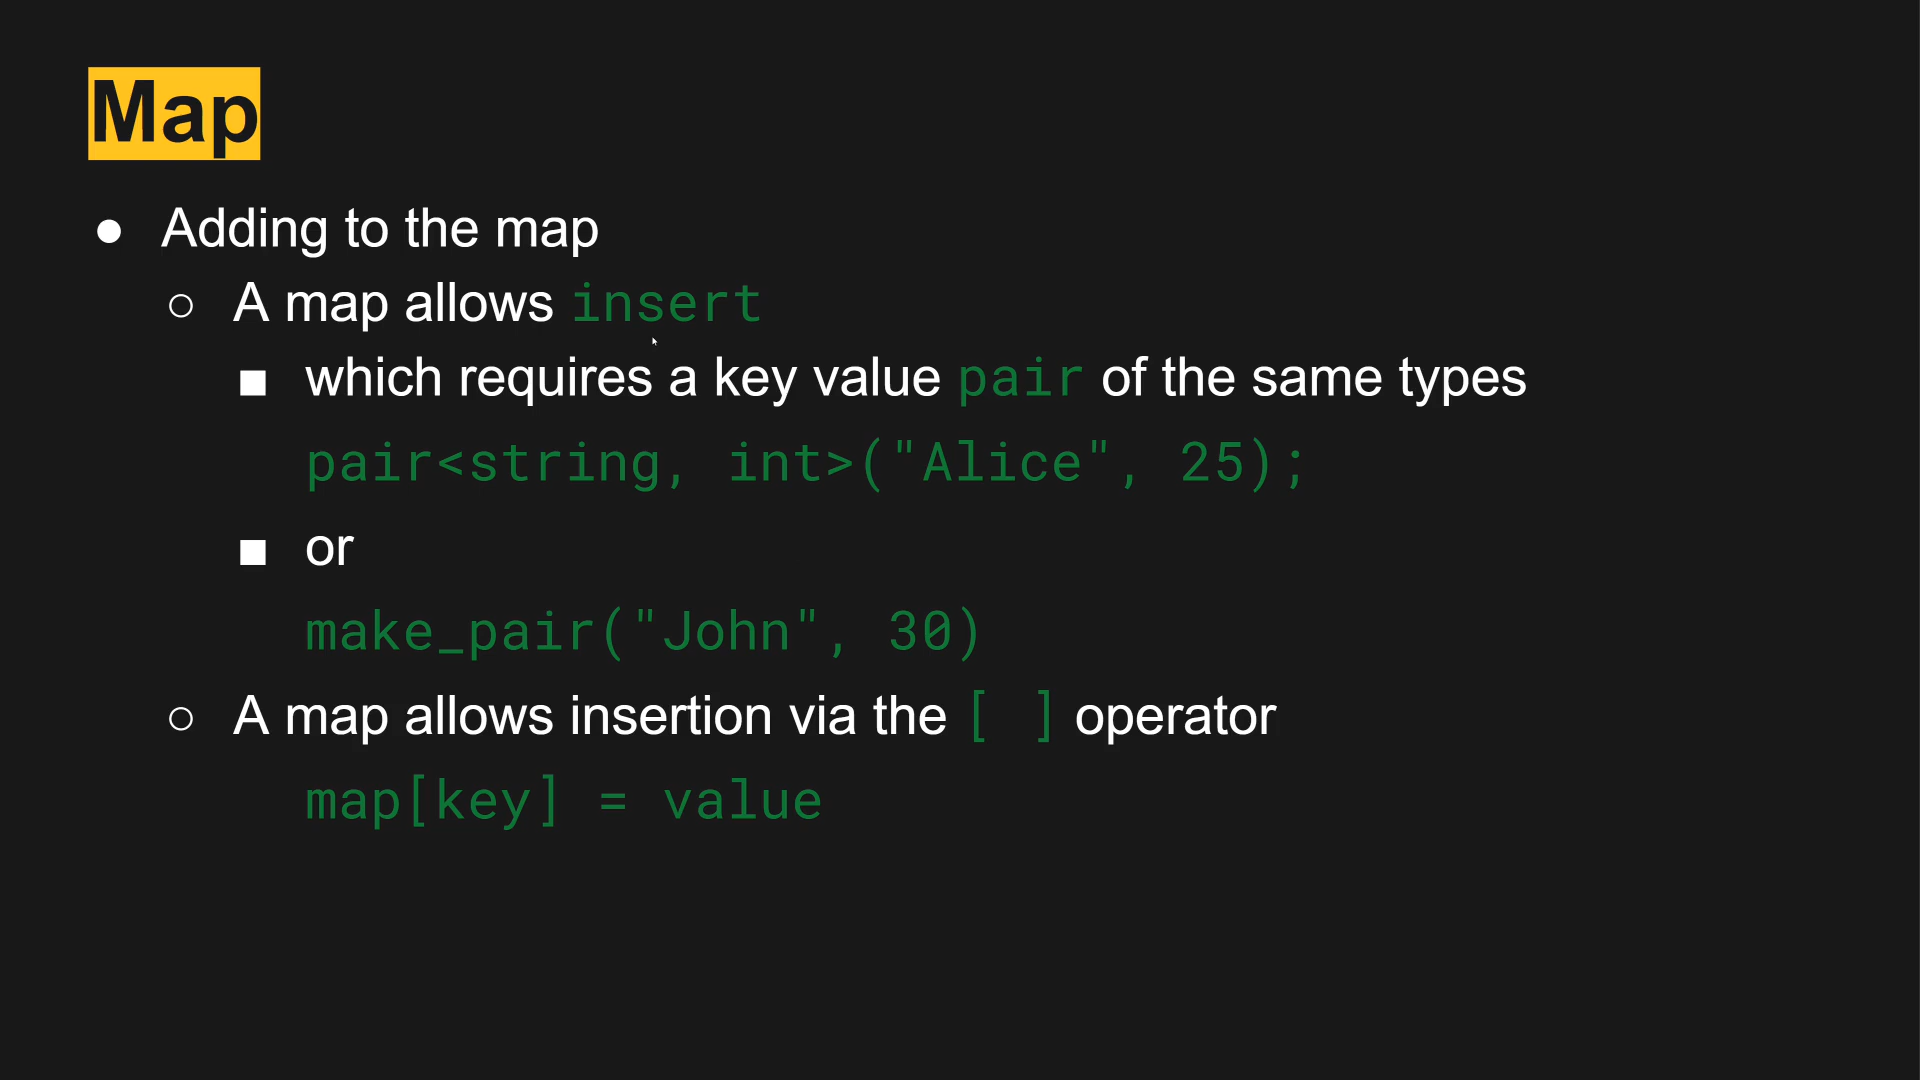 Map
● Adding to the map
○ A map allows insert
■ which requires a key value pair of the same types
pair<string, int>("Alice", 25);
■ or
make_pair("John", 30)
○ A map allows insertion via the [ ] operator
map[key] = value